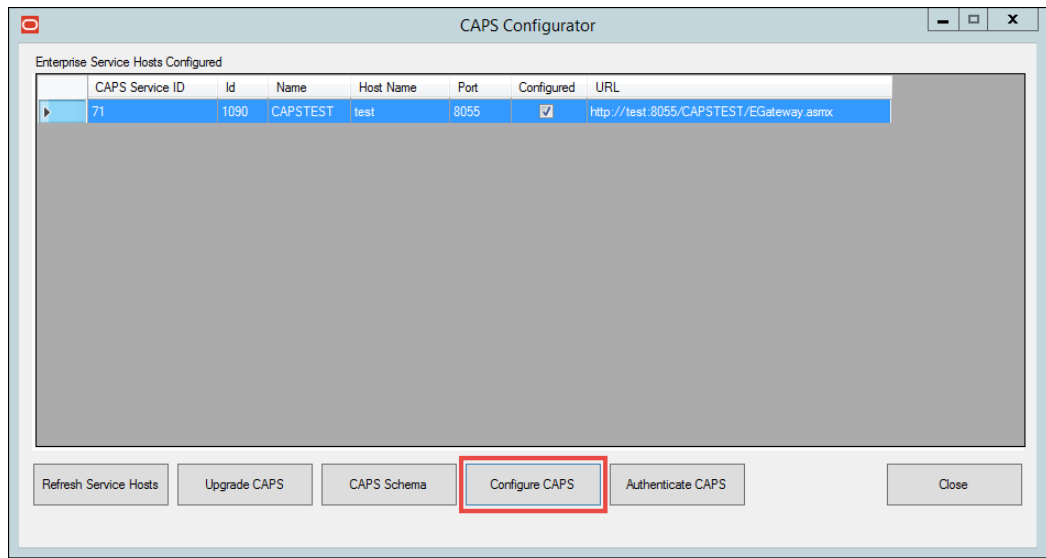 CAPS Configurator
Enterprise Service Hosts Configured
CAPS Service ID Id Name Host Name Port Configured URL
71 1090 CAPSTEST test 8055 http://test:8055/CAPSTEST/EGateway.asmx
Refresh Service Hosts Upgrade CAPS CAPS Schema Configure CAPS Authenticate CAPS Close